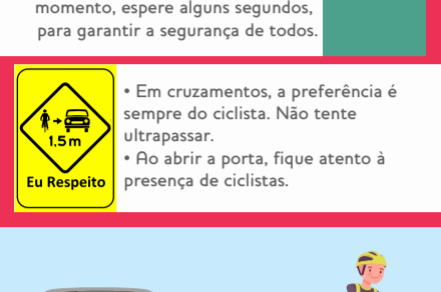 momento, espere alguns segundos,
para garantir a segurança de todos.
1,5 m
Eu Respeito
• Em cruzamentos, a preferência é
sempre do ciclista. Não tente
ultrapassar.
• Ao abrir a porta, fique atento à
presença de ciclistas.